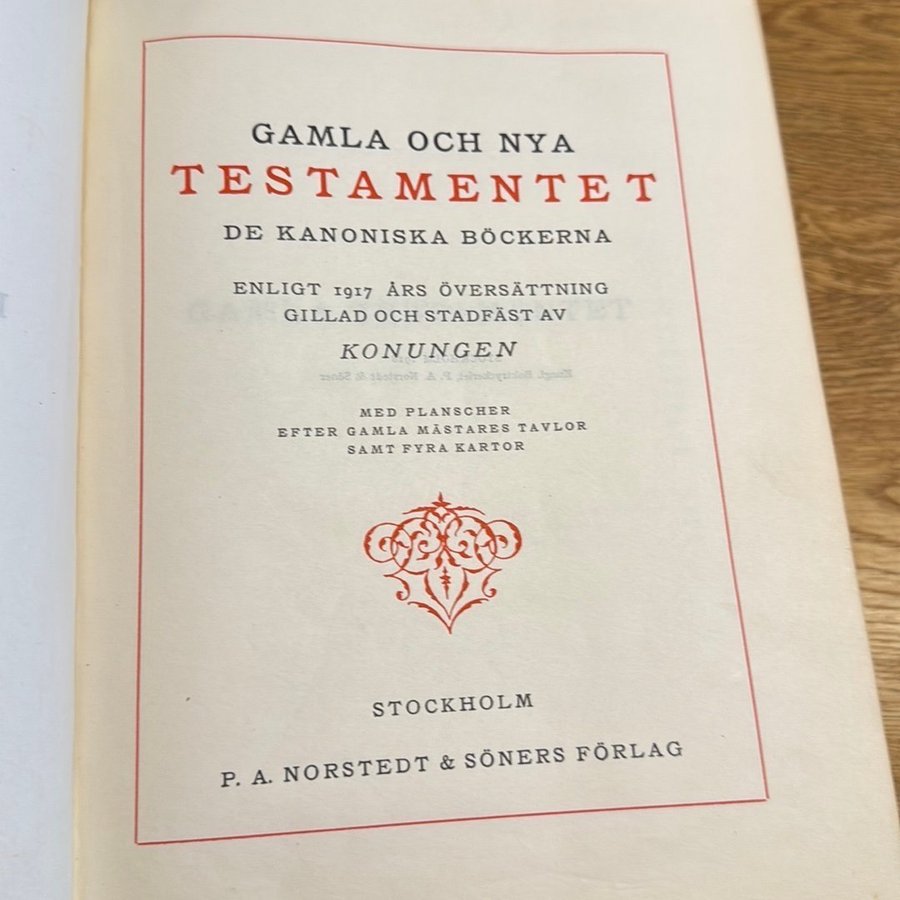 GAMLA OCH NYA
TESTAMENTET
DE KANONISKA BÖCKERNA
ENLIGT 1917 ÅRS ÖVERSÄTTNING
GILLAD OCH STADFÄST AV
KONUNGEN
MED PLANSCHER
EFTER GAMLA MÄSTARES TAVLOR
SAMT FYRA KARTOR
STOCKHOLM
P. A. NORSTEDT & SÖNERS FÖRLAG